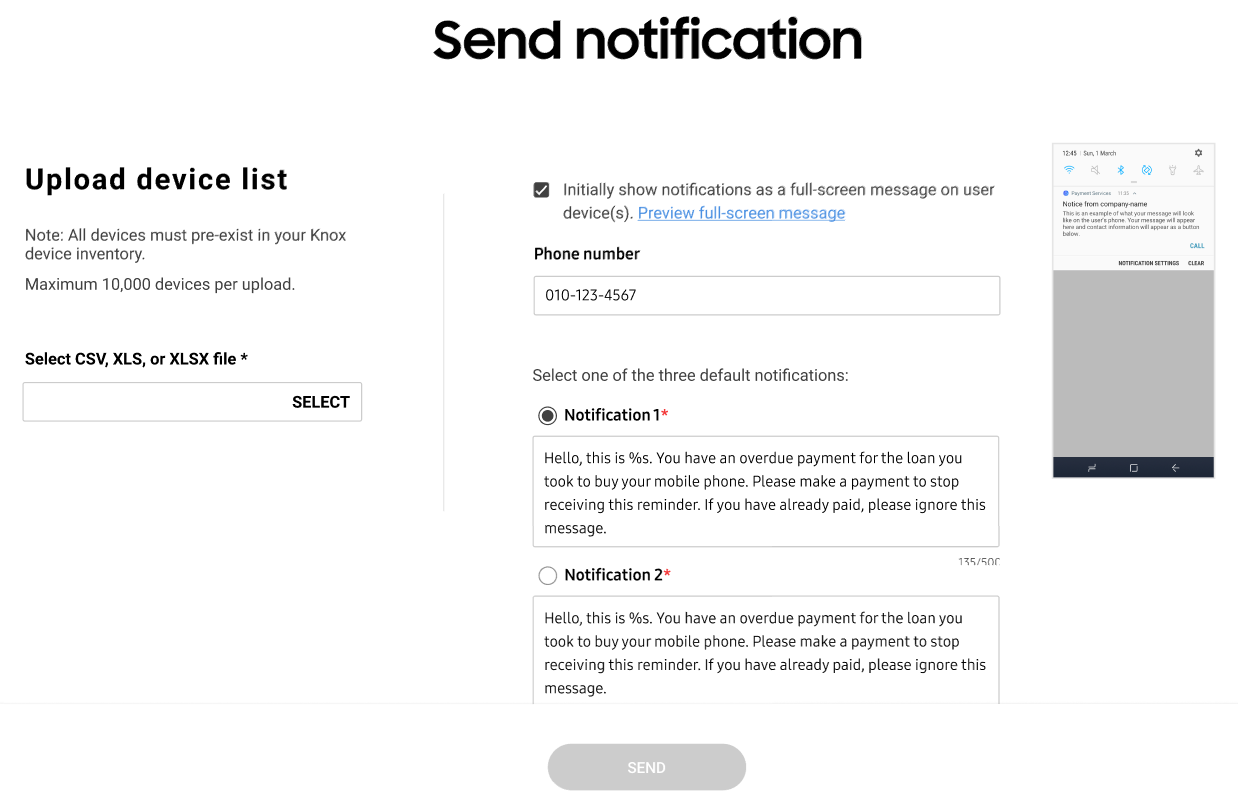 Send notification
Upload device list
Note: All devices must pre-exist in your Knox
device inventory.
Maximum 10,000 devices per upload.
Select CSV, XLS, or XLSX file *
SELECT
Initially show notifications as a full-screen message on user
device(s). Preview full-screen message
Phone number
010-123-4567
Select one of the three default notifications:
Notification 1*
Hello, this is %s. You have an overdue payment for the loan you
took to buy your mobile phone. Please make a payment to stop
receiving this reminder. If you have already paid, please ignore this
message.
135/500
Notification 2*
Hello, this is %s. You have an overdue payment for the loan you
took to buy your mobile phone. Please make a payment to stop
receiving this reminder. If you have already paid, please ignore this
message.
12:45 | Sun, 1 March
Payment Services 11:35
Notice from company-name
This is an example of what your message will look
like on the user's phone. Your message will appear
here and contact information will appear as a button
below.
CALL
NOTIFICATION SETTINGS CLEAR
SEND